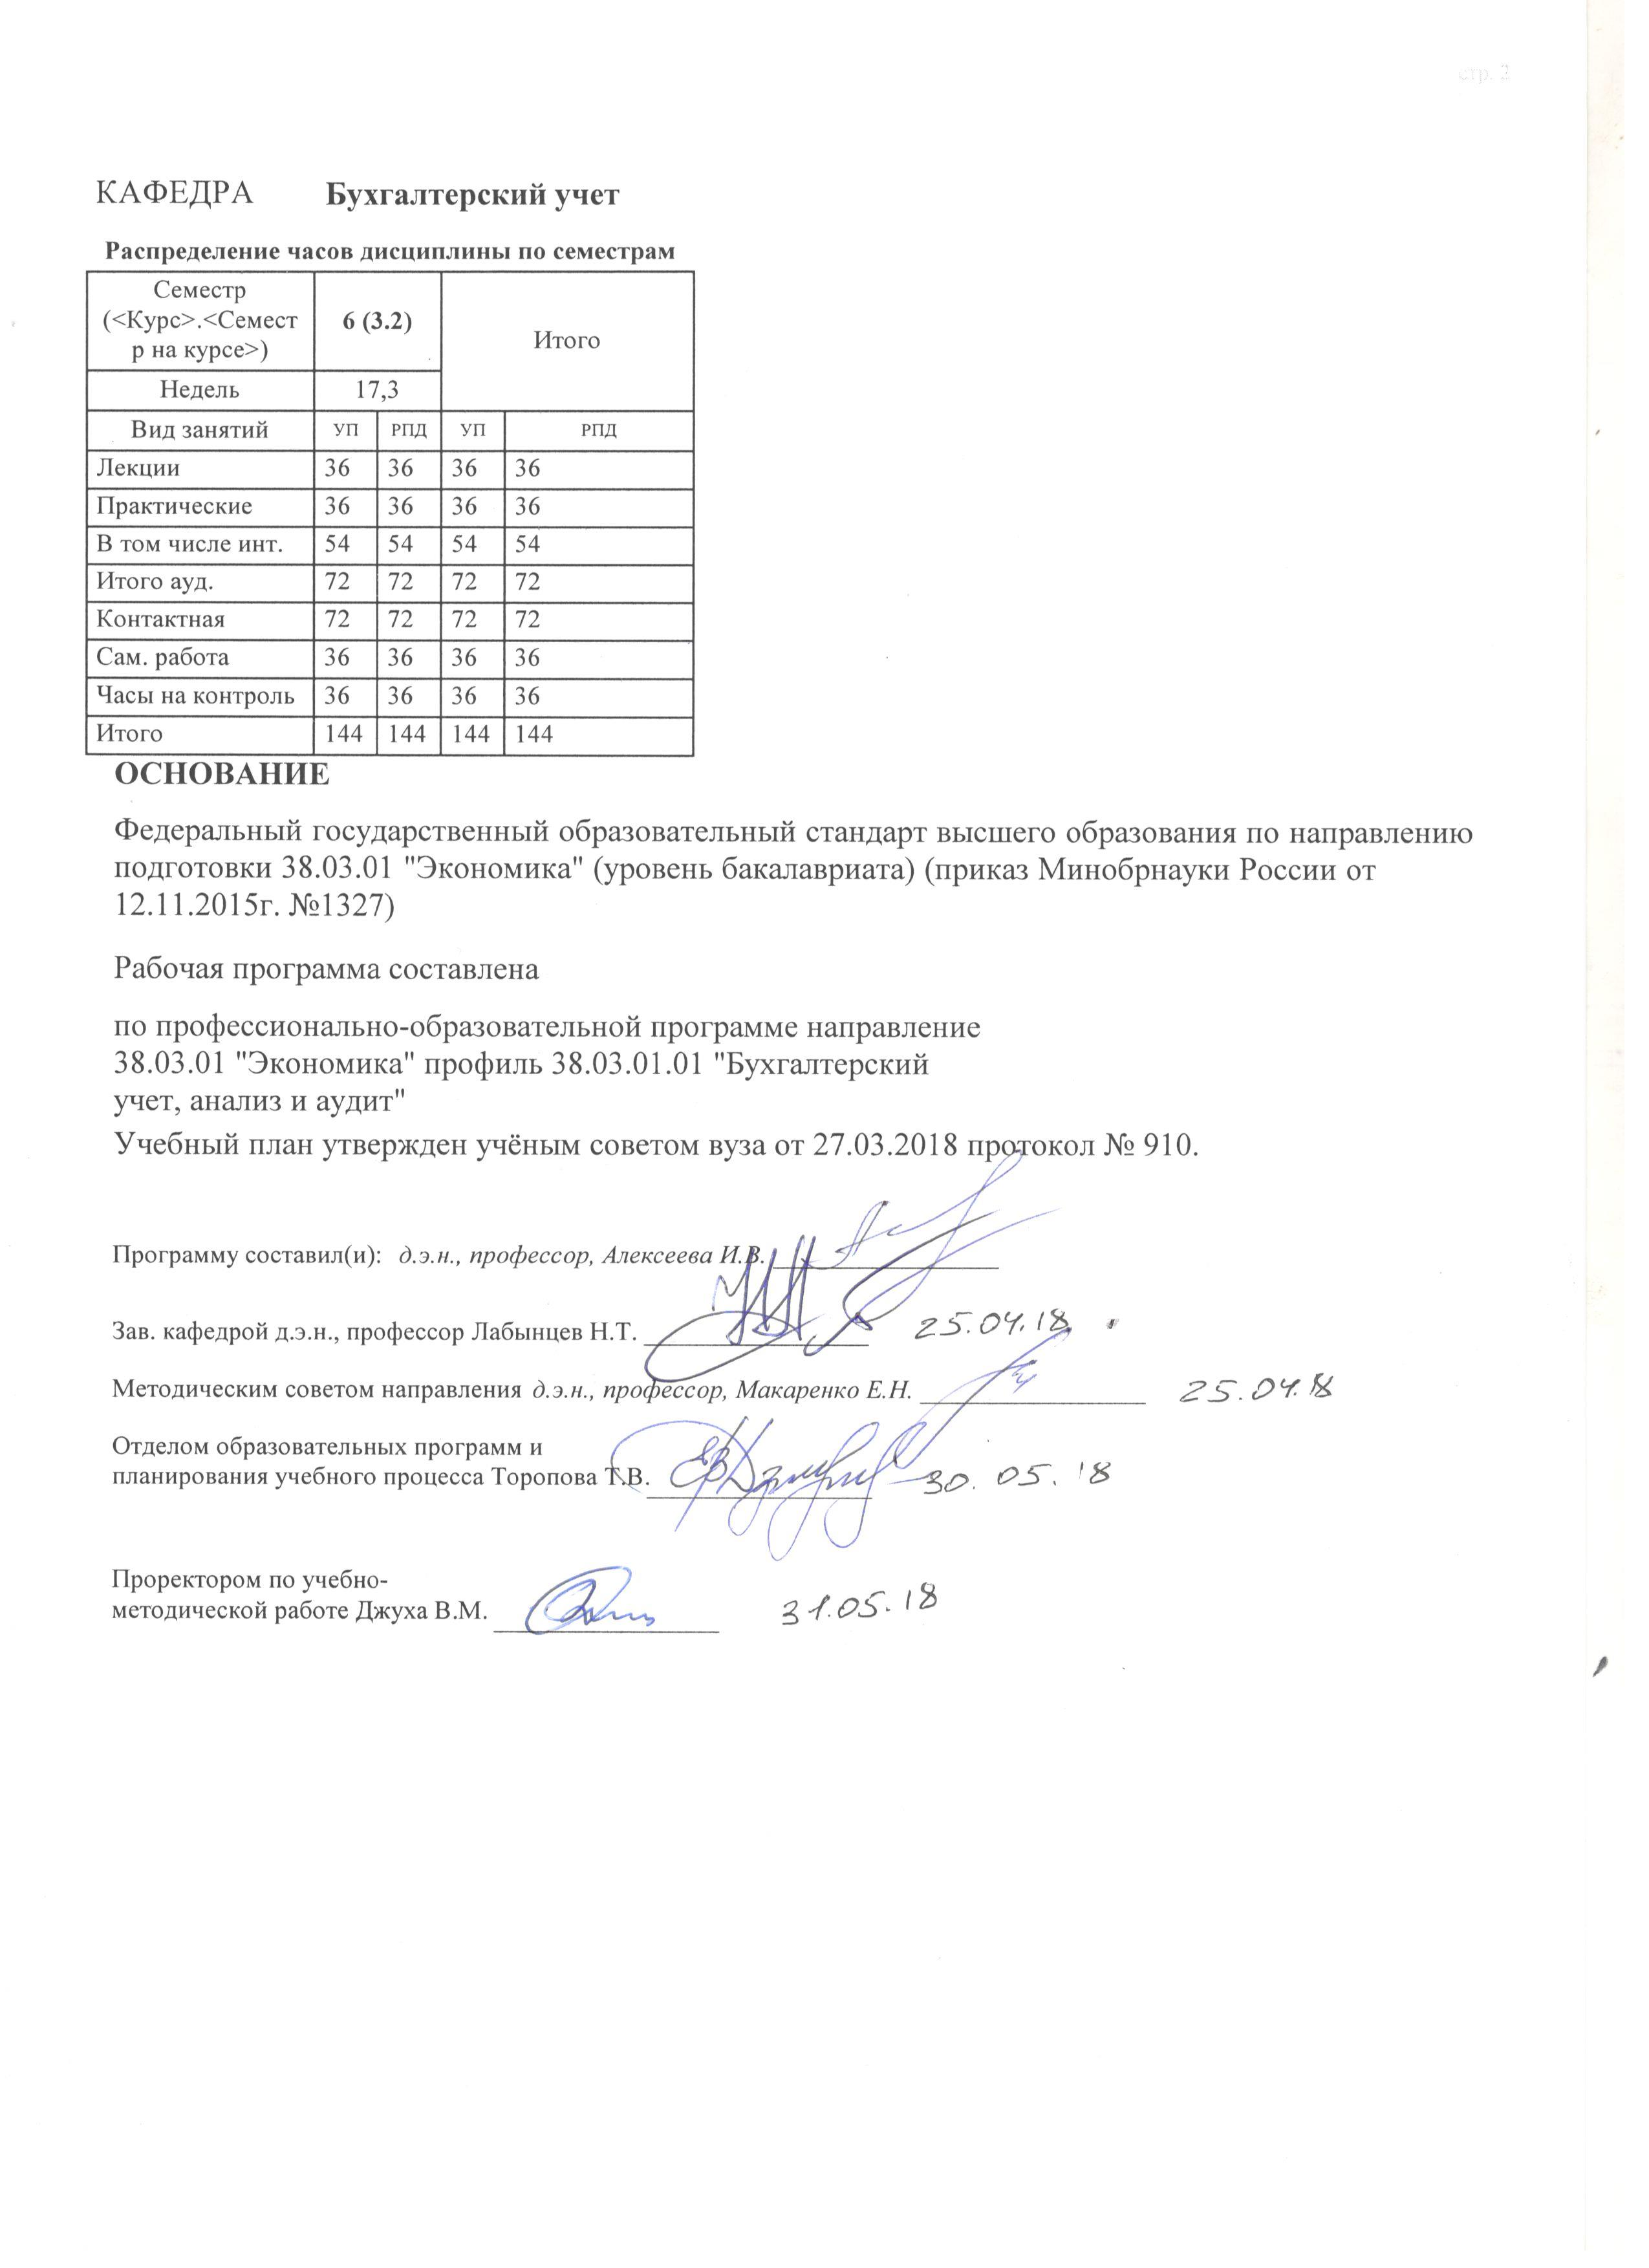 стр. 2
КАФЕДРА Бухгалтерский учет
Распределение часов дисциплины по семестрам
Семестр
(<Курс>.<Семест
р на курсе>)
6 (3.2)
Итого
Недель 17,3
Вид занятий УП РПД УП РПД
Лекции 36 36 36 36
Практические 36 36 36 36
В том числе инт. 54 54 54 54
Итого ауд. 72 72 72 72
Контактная 72 72 72 72
Сам. работа 36 36 36 36
Часы на контроль 36 36 36 36
Итого 144 144 144 144
ОСНОВАНИЕ
Федеральный государственный образовательный стандарт высшего образования по направлению
подготовки 38.03.01 "Экономика" (уровень бакалавриата) (приказ Минобрнауки России от
12.11.2015г. №1327)
Рабочая программа составлена
по профессионально-образовательной программе направление
38.03.01 "Экономика" профиль 38.03.01.01 "Бухгалтерский
учет, анализ и аудит"
Учебный план утвержден учёным советом вуза от 27.03.2018 протокол № 910.
Программу составил(и): д.э.н., профессор, Алексеева И.В.
Зав. кафедрой д.э.н., профессор Лабынцев Н.Т. 25.04.18
Методическим советом направления д.э.н., профессор, Макаренко Е.Н. 25.04.18
Отделом образовательных программ и
планирования учебного процесса Торопова Т.В. 30.05.18
Проректором по учебно-
методической работе Джуха В.М. 31.05.18